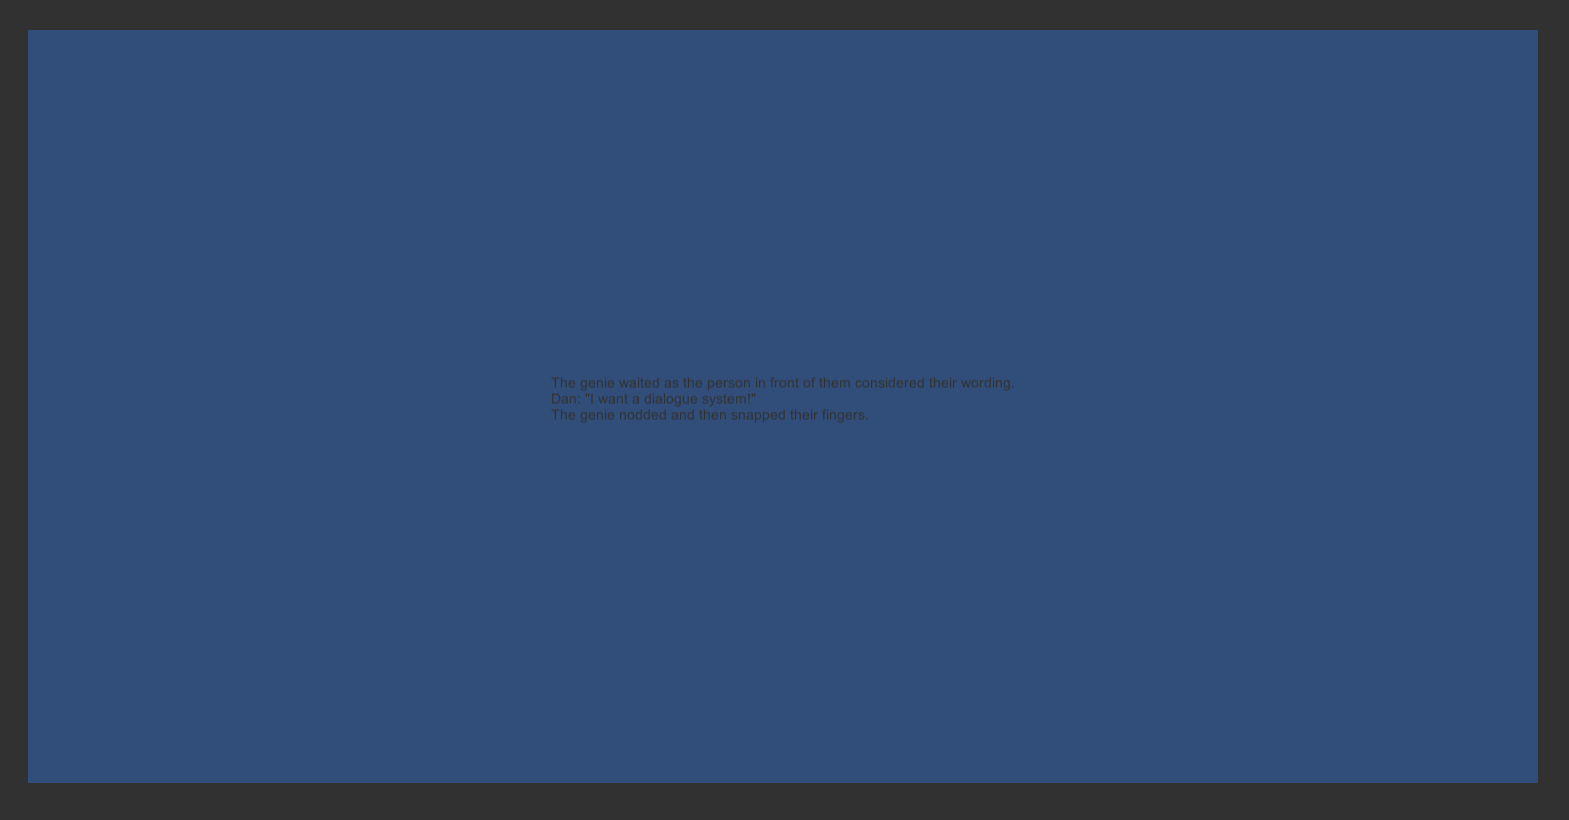 The genie waited as the person in front of them considered their wording.
Dan: "I want a dialogue system!"
The genie nodded and then snapped their fingers.